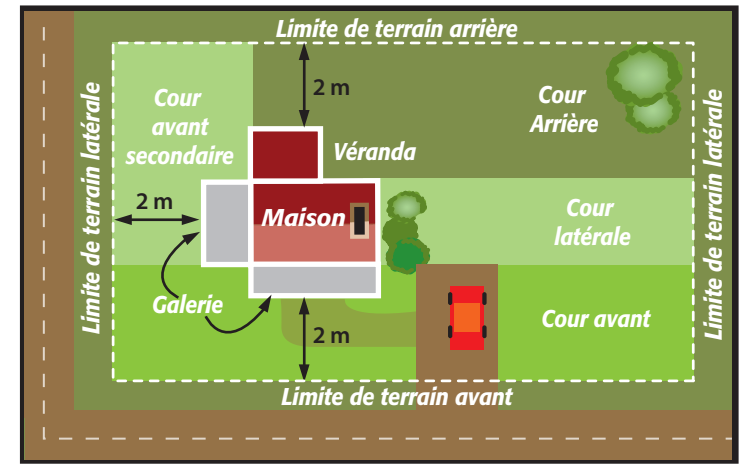 Limite de terrain arrière
Limite de terrain latérale
Cour
avant
secondaire
2 m
Cour
Arrière
Limite de terrain latérale
Véranda
2 m
Maison
Cour
latérale
Galerie
2 m
Cour avant
Limite de terrain avant